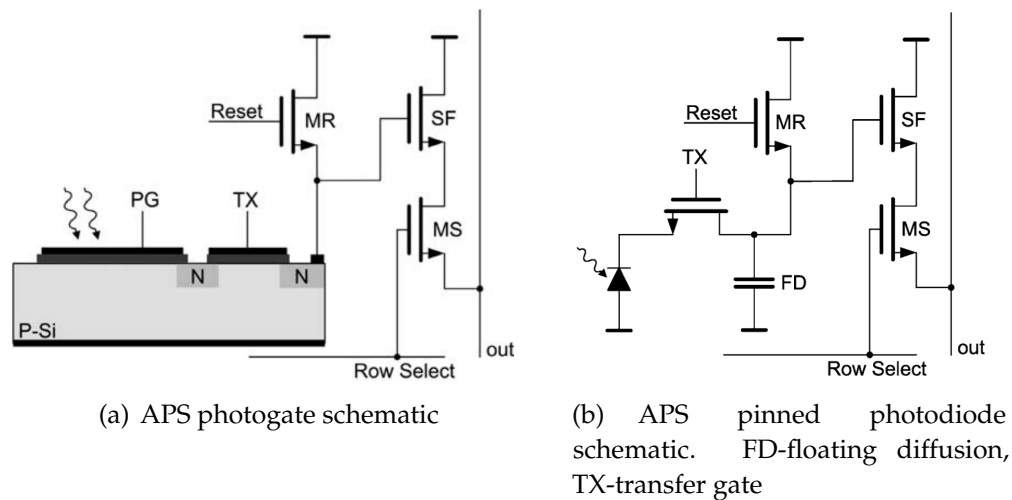 Reset
MR
SF
PG
TX
MS
N
N
P-Si
out
Row Select
(a) APS photogate schematic
Reset
MR
SF
TX
MS
FD
out
Row Select
(b) APS pinned photodiode
schematic. FD-floating diffusion,
TX-transfer gate